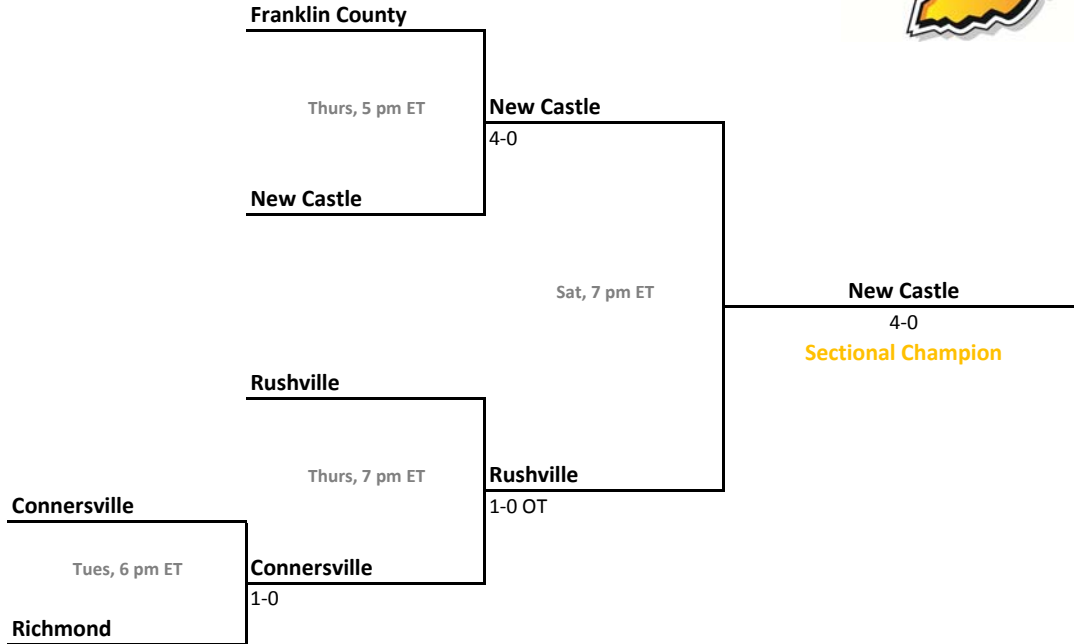 Franklin County
Thurs, 5 pm ET
New Castle
4-0
New Castle
Sat, 7 pm ET
New Castle
4-0
Sectional Champion
Rushville
Thurs, 7 pm ET
Rushville
1-0 OT
Connersville
Tues, 6 pm ET
Connersville
1-0
Richmond